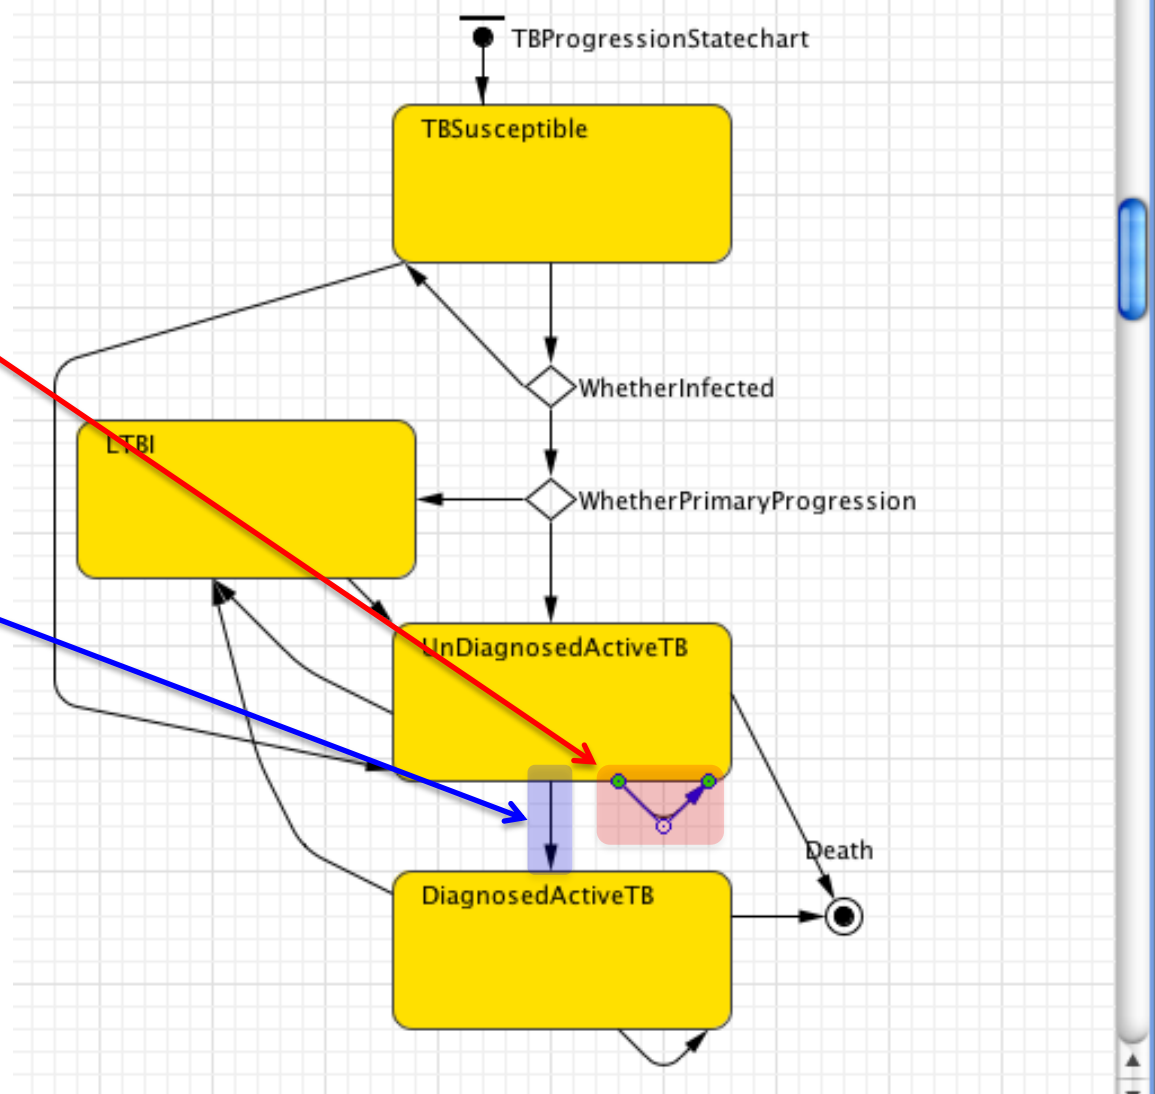 TBProgressionStatechart
TBSusceptible
WhetherInfected
LTBI
WhetherPrimaryProgression
UnDiagnosedActiveTB
Death
DiagnosedActiveTB